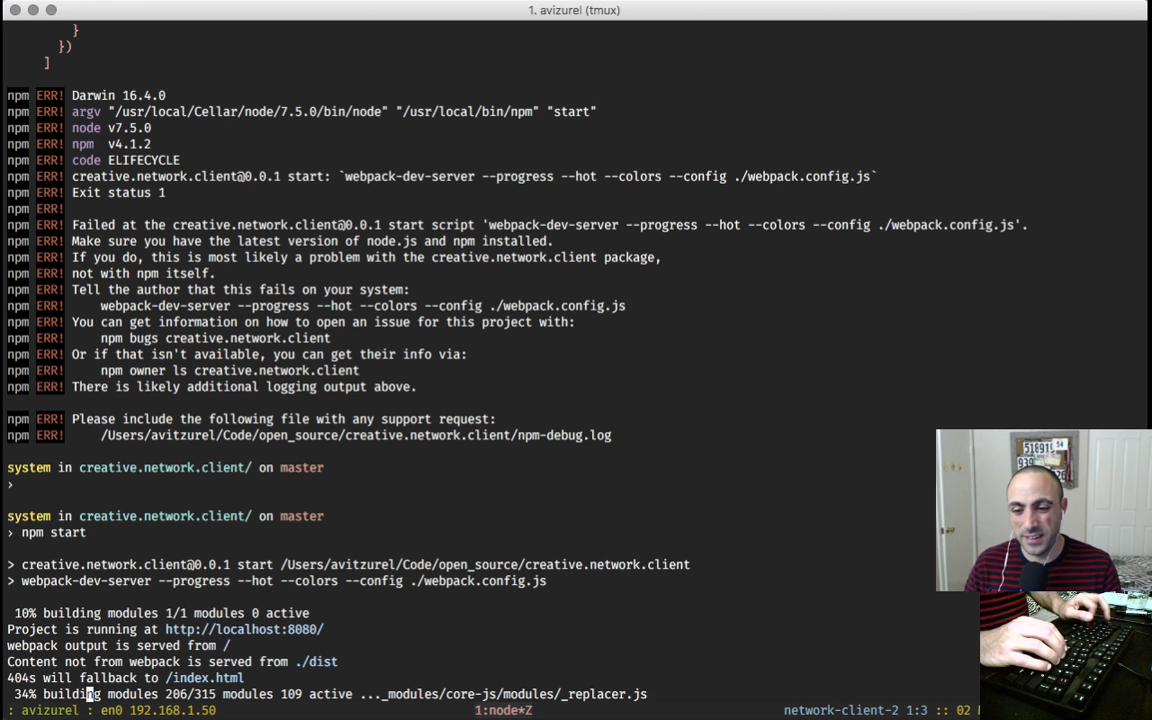 1. avizurel (tmux)
}
})
]
npm ERR! Darwin 16.4.0
npm ERR! argv "/usr/local/Cellar/node/7.5.0/bin/node" "/usr/local/bin/npm" "start"
npm ERR! node v7.5.0
npm ERR! npm  v4.1.2
npm ERR! code ELIFECYCLE
npm ERR! creative.network.client@0.0.1 start: `webpack-dev-server --progress --hot --colors --config ./webpack.config.js`
npm ERR! Exit status 1
npm ERR!
npm ERR! Failed at the creative.network.client@0.0.1 start script 'webpack-dev-server --progress --hot --colors --config ./webpack.config.js'.
npm ERR! Make sure you have the latest version of node.js and npm installed.
npm ERR! If you do, this is most likely a problem with the creative.network.client package,
npm ERR! not with npm itself.
npm ERR! Tell the author that this fails on your system:
npm ERR!     webpack-dev-server --progress --hot --colors --config ./webpack.config.js
npm ERR! You can get information on how to open an issue for this project with:
npm ERR!     npm bugs creative.network.client
npm ERR! Or if that isn't available, you can get their info via:
npm ERR!     npm owner ls creative.network.client
npm ERR! There is likely additional logging output above.
npm ERR! Please include the following file with any support request:
npm ERR!     /Users/avitzurel/Code/open_source/creative.network.client/npm-debug.log
system in creative.network.client/ on master
›
system in creative.network.client/ on master
› npm start
> creative.network.client@0.0.1 start /Users/avitzurel/Code/open_source/creative.network.client
> webpack-dev-server --progress --hot --colors --config ./webpack.config.js
10% building modules 1/1 modules 0 active
Project is running at http://localhost:8080/
webpack output is served from /
Content not from webpack is served from ./dist
404s will fallback to /index.html
34% building modules 206/315 modules 109 active ..._modules/core-js/modules/_replacer.js
: avizurel : en0 192.168.1.50 1:node*Z network-client-2 1:3 :: 02